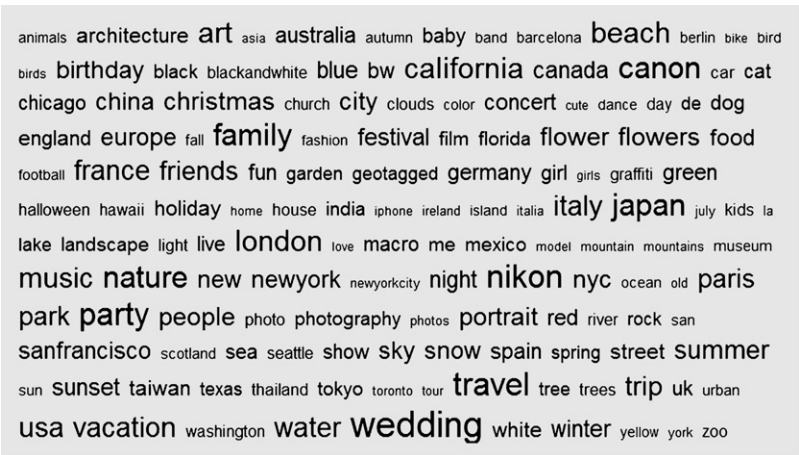 animals architecture art asia australia autumn baby band barcelona beach berlin bike bird
birds birthday black blackandwhite blue bw california canada canon car cat
chicago china christmas church city clouds color concert cute dance day de dog
england europe fall family fashion festival film florida flower flowers food
football france friends fun garden geotagged germany girl girls graffiti green
halloween hawaii holiday home house india iphone ireland island italia italy japan july kids la
lake landscape light live london love macro me mexico model mountain mountains museum
music nature new newyork newyorkcity night nikon nyc ocean old paris
park party people photo photography photos portrait red river rock san
sanfrancisco scotland sea seattle show sky snow spain spring street summer
sun sunset taiwan texas thailand tokyo toronto tour travel tree trees trip uk urban
usa vacation washington water wedding white winter yellow york zoo